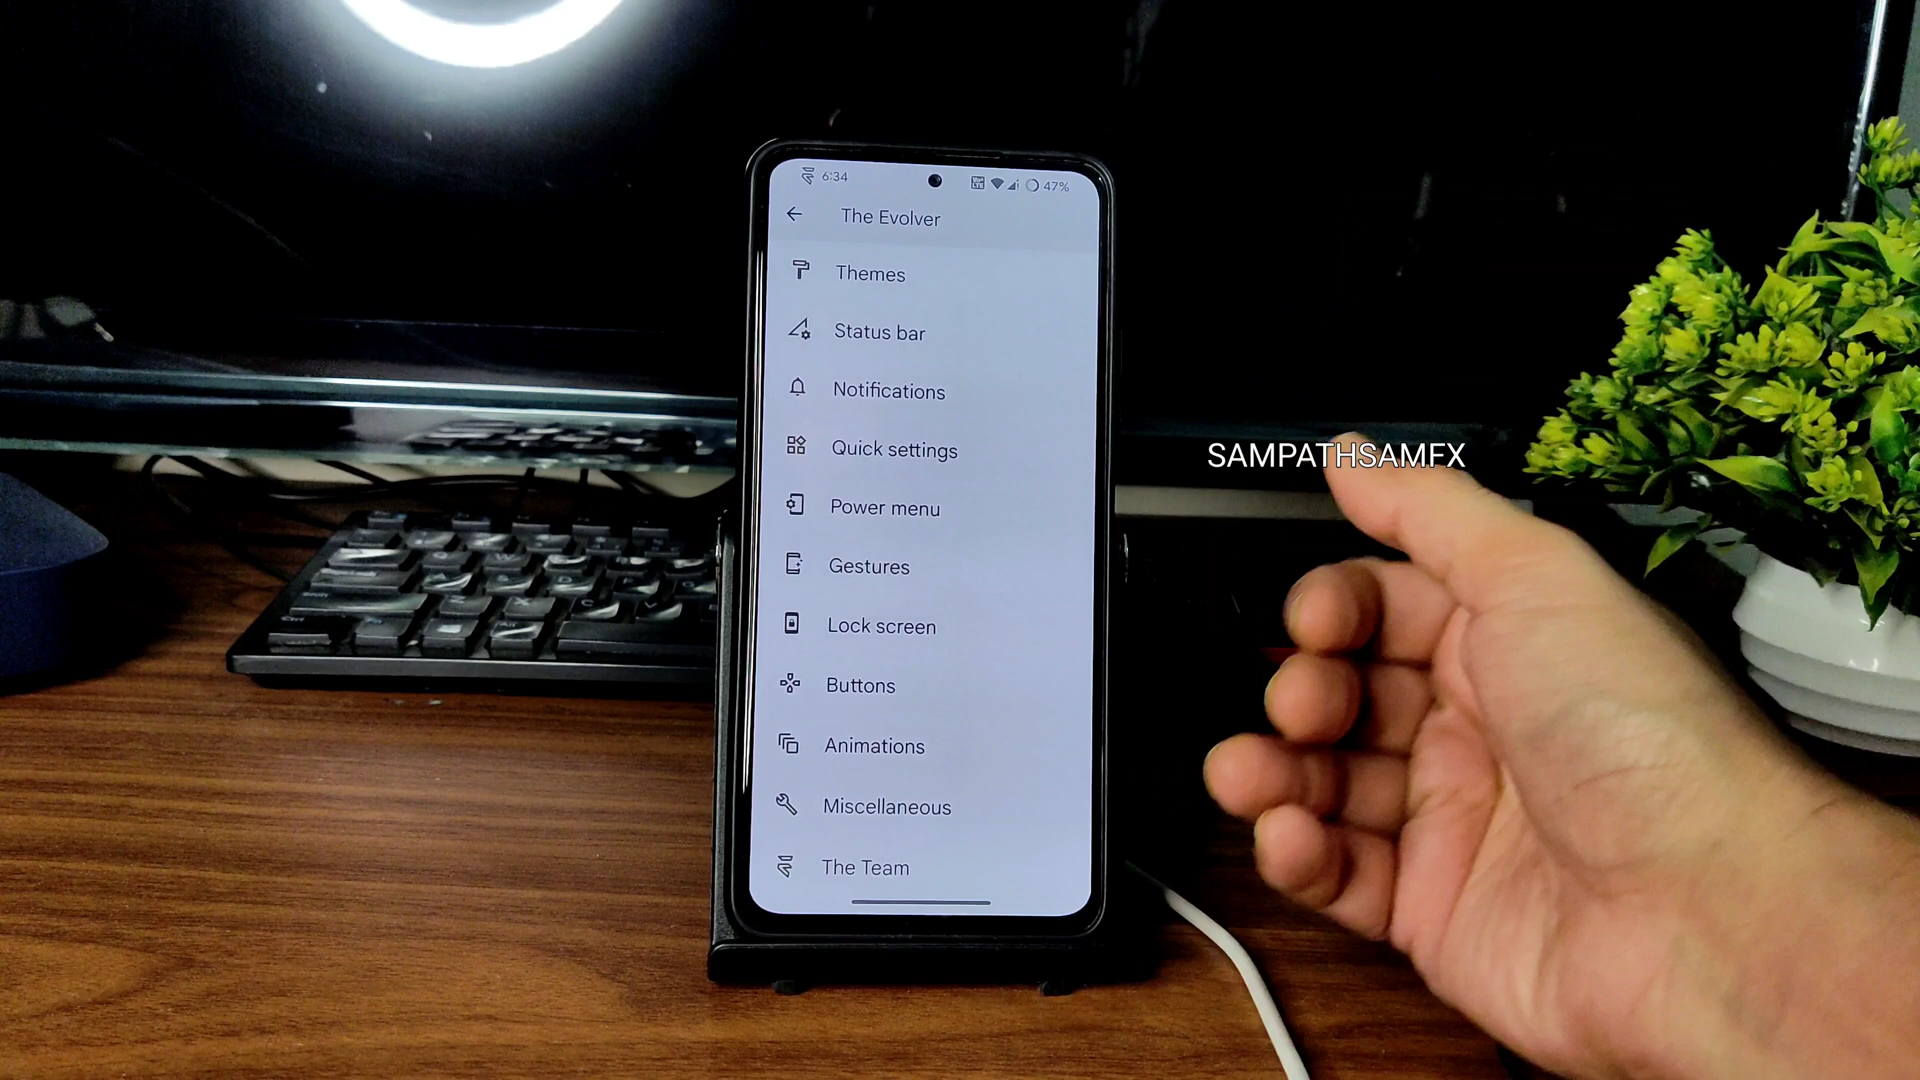 6:34
47%
The Evolver
Themes
Status bar
Notifications
Quick settings
Power menu
Gestures
Lock screen
Buttons
Animations
Miscellaneous
The Team
SAMPATHSAMFX